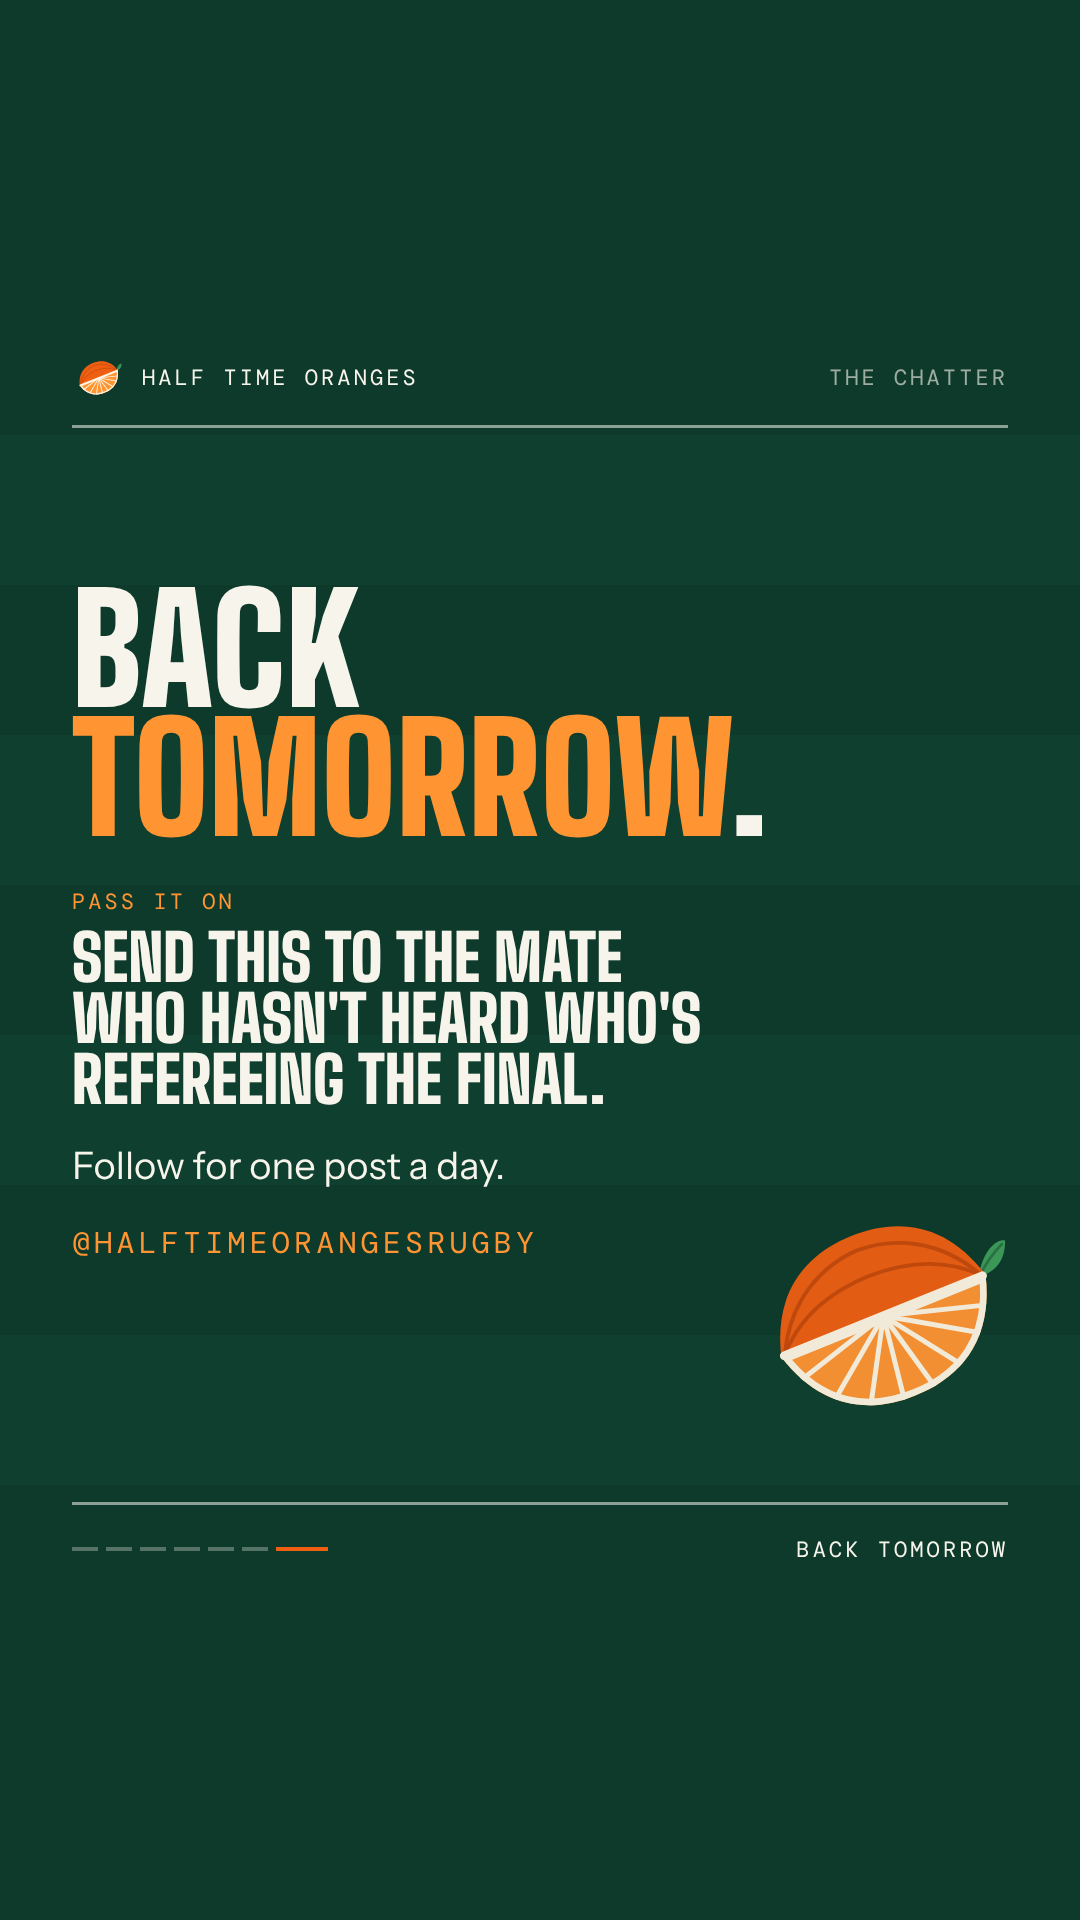 HALF TIME ORANGES
THE CHATTER
BACK
TOMORROW.
PASS IT ON
SEND THIS TO THE MATE
WHO HASN'T HEARD WHO'S
REFEREEING THE FINAL.
Follow for one post a day.
@HALFTIMEORANGESRUGBY
BACK TOMORROW